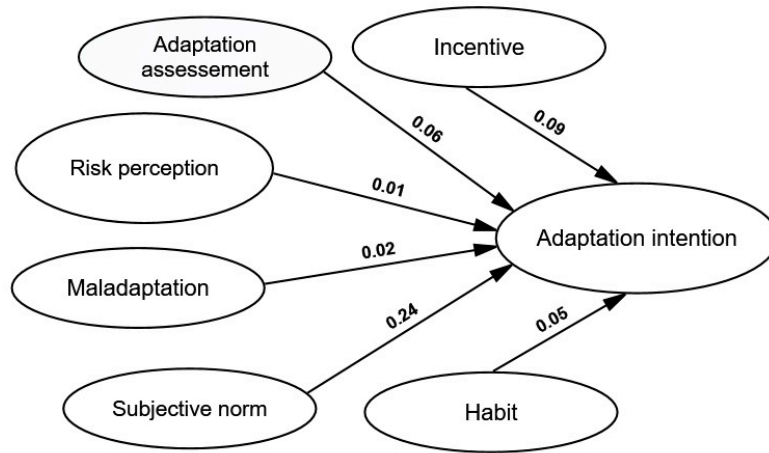 Adaptation
assessement
Incentive
0.06
0.09
Risk perception
0.01
Adaptation intention
0.02
Maladaptation
0.24
0.05
Subjective norm
Habit